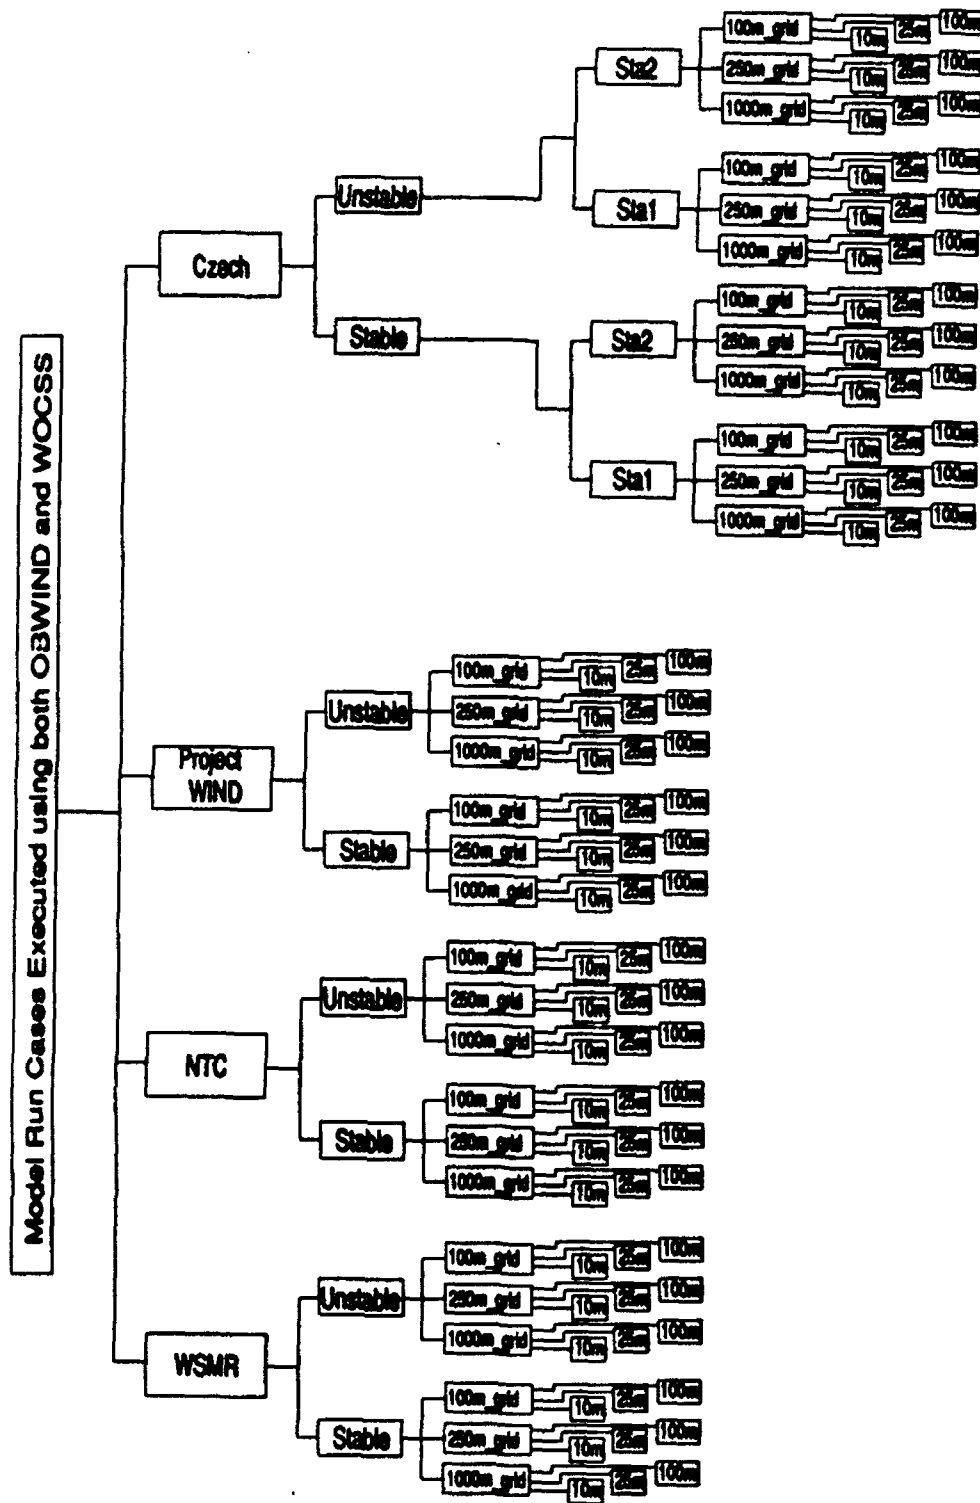 Model Run Cases Executed using both OBWIND and WOCSS
Czech
Unstable
Sta2
100m_grid
10m
25m
100m
250m_grid
10m
25m
100m
1000m_grid
10m
25m
100m
Sta1
100m_grid
10m
25m
100m
250m_grid
10m
25m
100m
1000m_grid
10m
25m
100m
Stable
Sta2
100m_grid
10m
25m
100m
250m_grid
10m
25m
100m
1000m_grid
10m
25m
100m
Sta1
100m_grid
10m
25m
100m
250m_grid
10m
25m
100m
1000m_grid
10m
25m
100m
Project
WIND
Unstable
100m_grid
10m
25m
100m
250m_grid
10m
25m
100m
1000m_grid
10m
25m
100m
Stable
100m_grid
10m
25m
100m
250m_grid
10m
25m
100m
1000m_grid
10m
25m
100m
NTC
Unstable
100m_grid
10m
25m
100m
250m_grid
10m
25m
100m
1000m_grid
10m
25m
100m
Stable
100m_grid
10m
25m
100m
250m_grid
10m
25m
100m
1000m_grid
10m
25m
100m
WSMR
Unstable
100m_grid
10m
25m
100m
250m_grid
10m
25m
100m
1000m_grid
10m
25m
100m
Stable
100m_grid
10m
25m
100m
250m_grid
10m
25m
100m
1000m_grid
10m
25m
100m